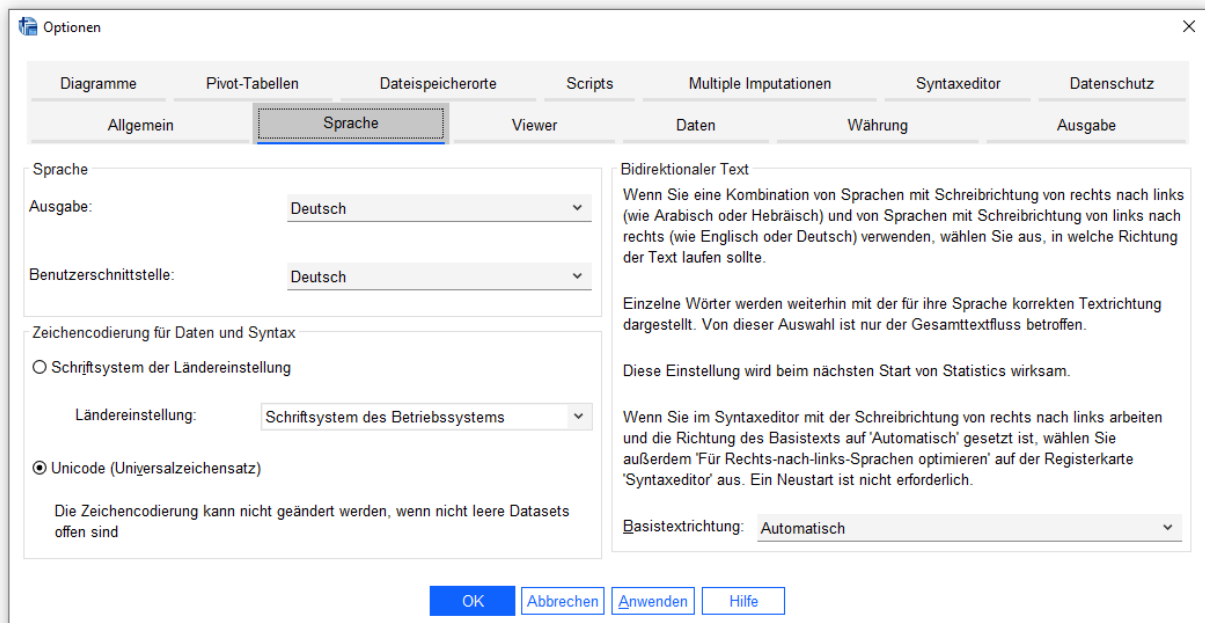 Optionen
Diagramme Pivot-Tabellen Dateispeicherorte Scripts Multiple Imputationen Syntaxeditor Datenschutz
Allgemein Sprache Viewer Daten Währung Ausgabe
Sprache
Ausgabe: Deutsch
Benutzerschnittstelle: Deutsch
Zeichencodierung für Daten und Syntax
Schriftsystem der Ländereinstellung
Ländereinstellung: Schriftsystem des Betriebssystems
Unicode (Universalzeichensatz)
Die Zeichencodierung kann nicht geändert werden, wenn nicht leere Datasets
offen sind
Bidirektionaler Text
Wenn Sie eine Kombination von Sprachen mit Schreibrichtung von rechts nach links
(wie Arabisch oder Hebräisch) und von Sprachen mit Schreibrichtung von links nach
rechts (wie Englisch oder Deutsch) verwenden, wählen Sie aus, in welche Richtung
der Text laufen sollte.
Einzelne Wörter werden weiterhin mit der für ihre Sprache korrekten Textrichtung
dargestellt. Von dieser Auswahl ist nur der Gesamttextfluss betroffen.
Diese Einstellung wird beim nächsten Start von Statistics wirksam.
Wenn Sie im Syntaxeditor mit der Schreibrichtung von rechts nach links arbeiten
und die Richtung des Basistexts auf 'Automatisch' gesetzt ist, wählen Sie
außerdem 'Für Rechts-nach-links-Sprachen optimieren' auf der Registerkarte
'Syntaxeditor' aus. Ein Neustart ist nicht erforderlich.
Basistextrichtung: Automatisch
OK Abbrechen Anwenden Hilfe